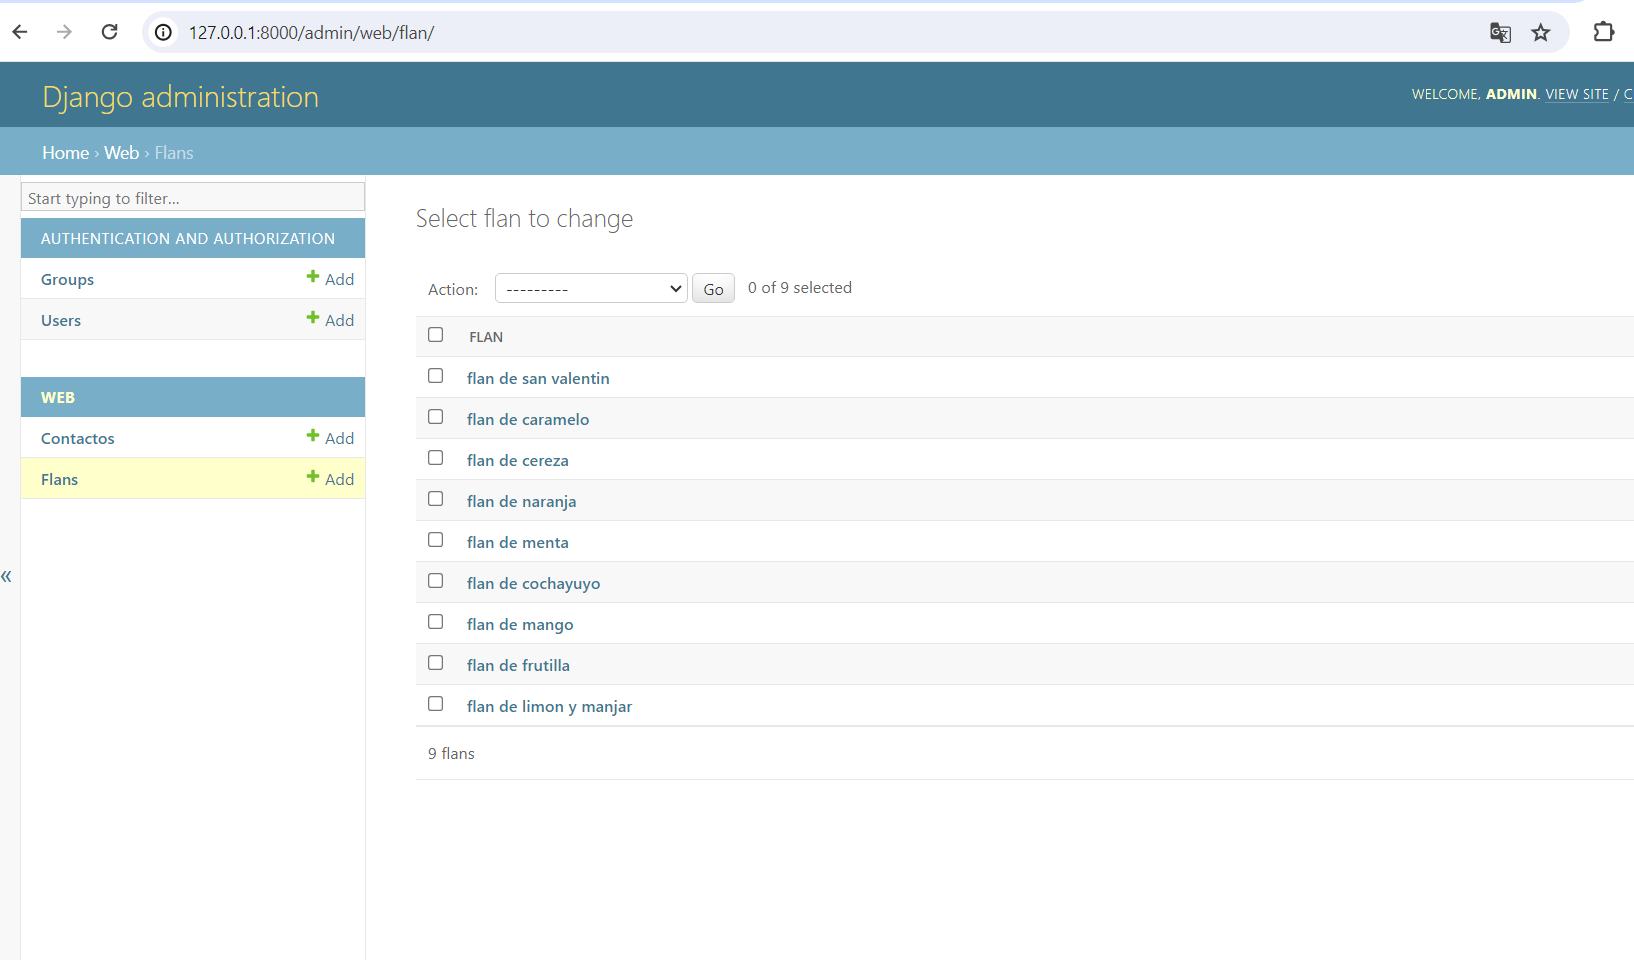 127.0.0.1:8000/admin/web/flan/
Django administration
WELCOME, ADMIN. VIEW SITE / C
Home › Web › Flans
Start typing to filter...
AUTHENTICATION AND AUTHORIZATION
Groups + Add
Users + Add
WEB
Contactos + Add
Flans + Add
«
Select flan to change
Action: --------- Go 0 of 9 selected
FLAN
flan de san valentin
flan de caramelo
flan de cereza
flan de naranja
flan de menta
flan de cochayuyo
flan de mango
flan de frutilla
flan de limon y manjar
9 flans